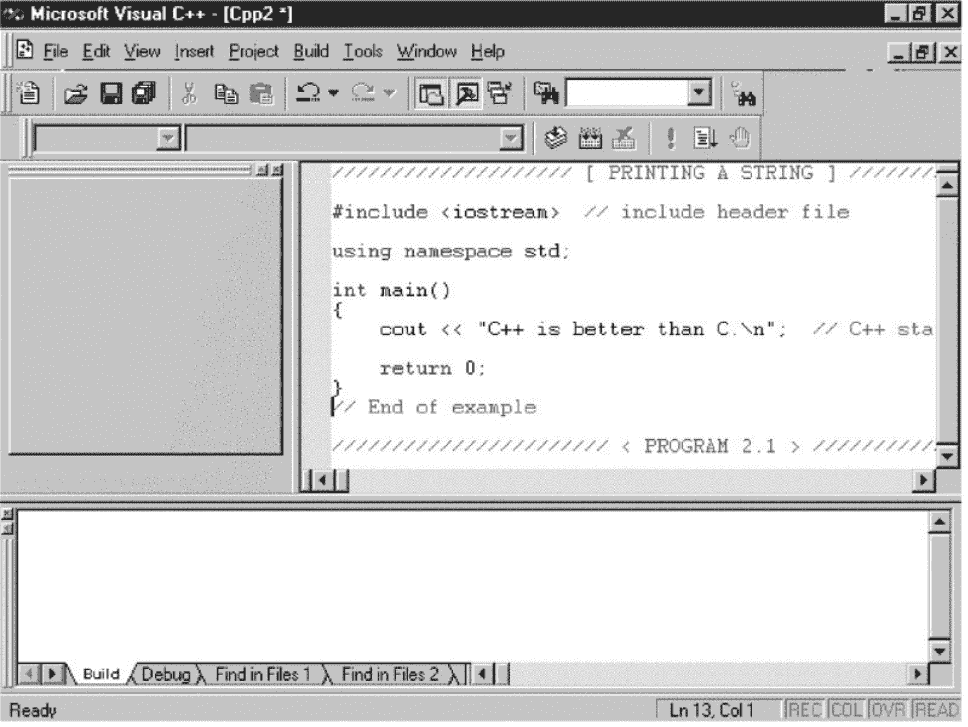 Microsoft Visual C++ - [Cpp2 *]
File Edit View Insert Project Build Tools Window Help
//////////////////// [ PRINTING A STRING ] ///////
#include <iostream>  // include header file
using namespace std;
int main()
{
    cout << "C++ is better than C.\n";  // C++ sta
    return 0;
}
// End of example
/////////////////////// < PROGRAM 2.1 > //////////
Build Debug Find in Files 1 Find in Files 2
Ready Ln 13, Col 1 REC COL OVR READ